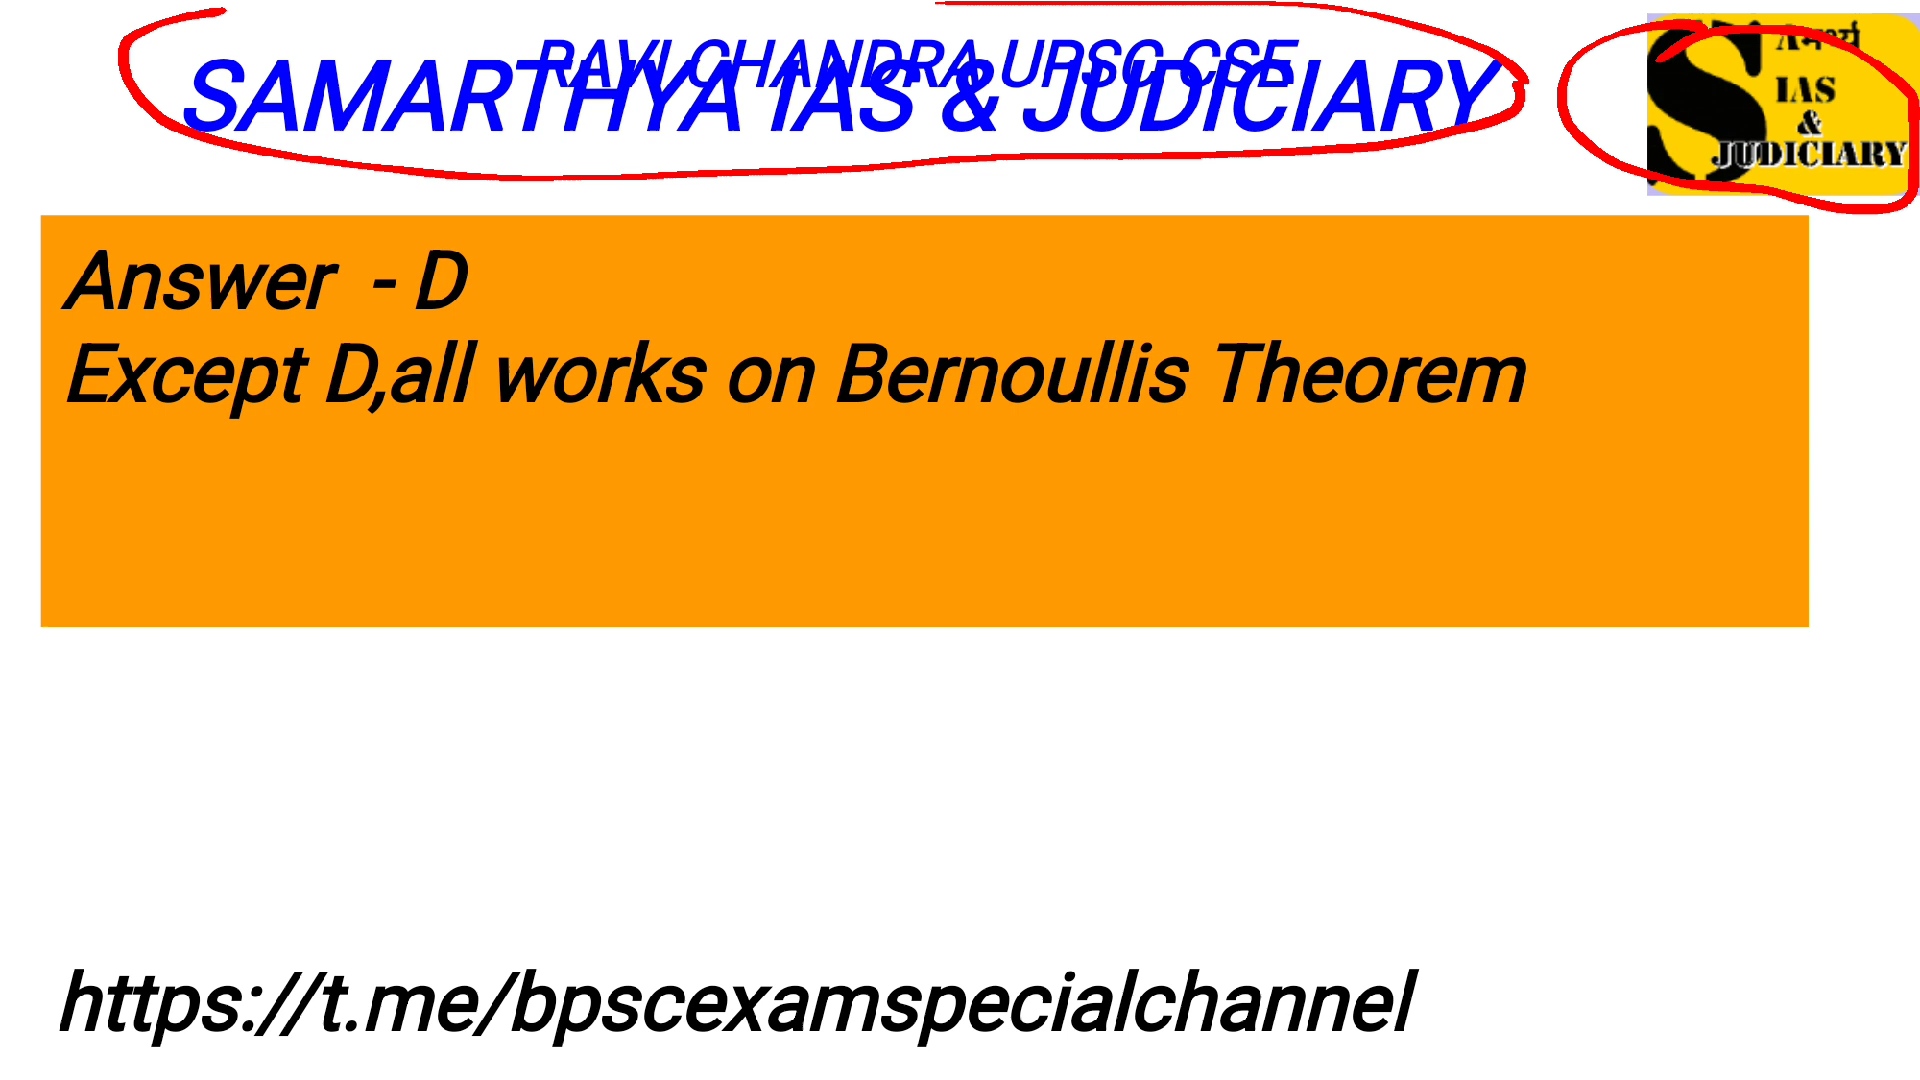 RAVI CHANDRA UPSC CSE
SAMARTHYA IAS & JUDICIARY
IAS
&
JUDICIARY
Answer - D
Except D,all works on Bernoullis Theorem
https://t.me/bpscexamspecialchannel